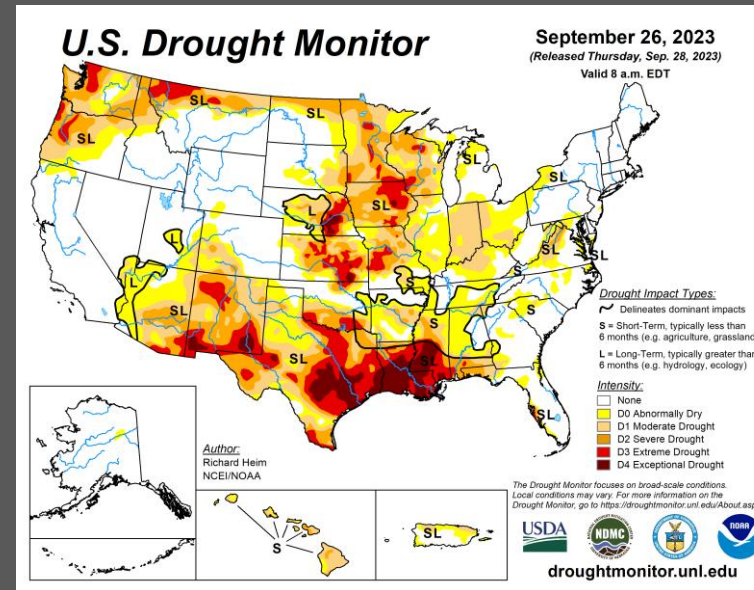 U.S. Drought Monitor
September 26, 2023
(Released Thursday, Sep. 28, 2023)
Valid 8 a.m. EDT
SL
SL
SL
SL
SL
SL
L
L
L
SL
SL
S
S
S
S
SL
SL
SL
SL
SL
Drought Impact Types:
Delineates dominant impacts
S = Short-Term, typically less than
6 months (e.g. agriculture, grassland
L = Long-Term, typically greater than
6 months (e.g. hydrology, ecology)
Intensity:
None
D0 Abnormally Dry
D1 Moderate Drought
D2 Severe Drought
D3 Extreme Drought
D4 Exceptional Drought
Author:
Richard Heim
NCEI/NOAA
S
SL
The Drought Monitor focuses on broad-scale conditions.
Local conditions may vary. For more information on the
Drought Monitor, go to https://droughtmonitor.unl.edu/About.asp
USDA
NDMC
NOAA
droughtmonitor.unl.edu